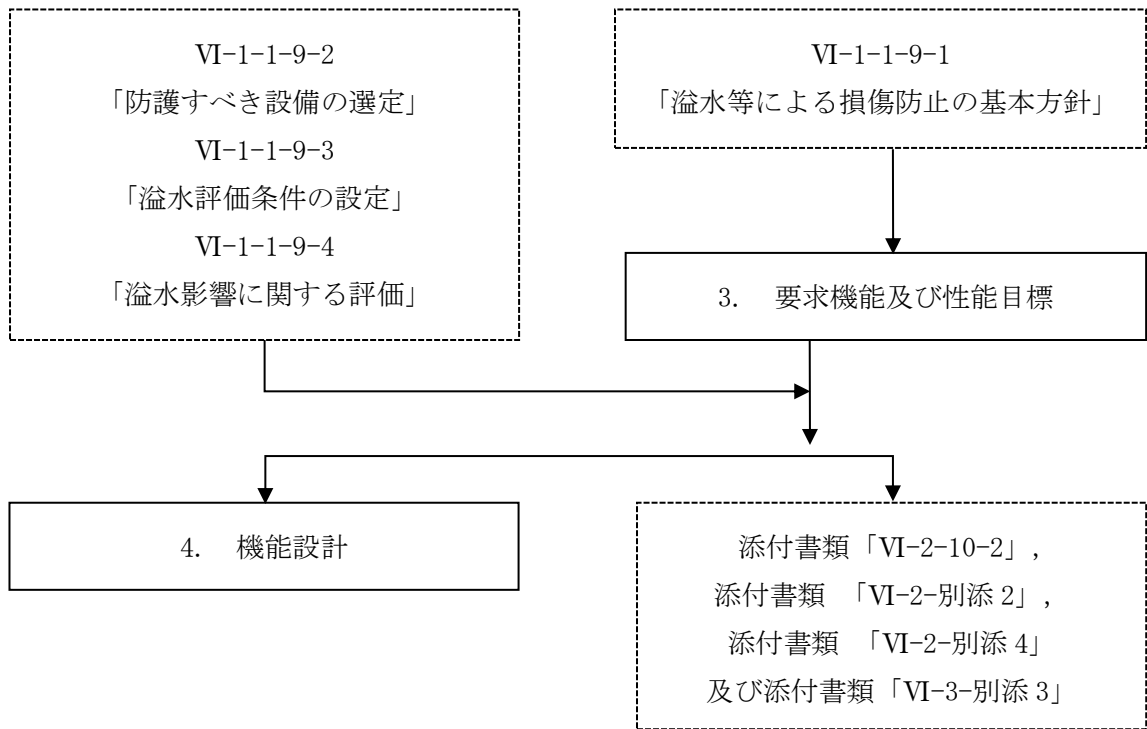 Ⅵ-1-1-9-2
「防護すべき設備の選定」
Ⅵ-1-1-9-3
「溢水評価条件の設定」
Ⅵ-1-1-9-4
「溢水影響に関する評価」
Ⅵ-1-1-9-1
「溢水等による損傷防止の基本方針」
3. 要求機能及び性能目標
4. 機能設計
添付書類「Ⅵ-2-10-2」,
添付書類 「Ⅵ-2-別添 2」,
添付書類 「Ⅵ-2-別添 4」
及び添付書類「Ⅵ-3-別添 3」